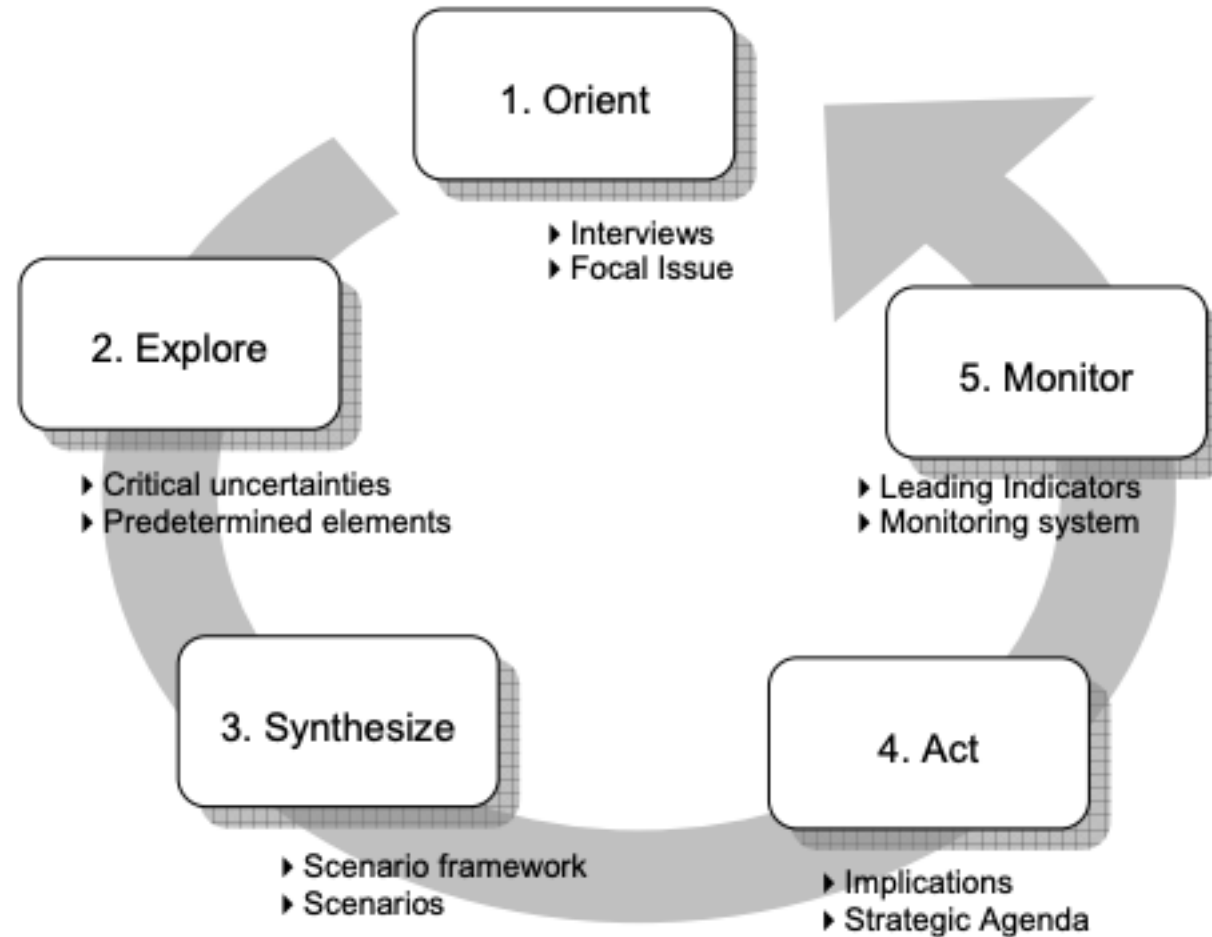 1. Orient
Interviews
Focal Issue
2. Explore
Critical uncertainties
Predetermined elements
3. Synthesize
Scenario framework
Scenarios
4. Act
Implications
Strategic Agenda
5. Monitor
Leading Indicators
Monitoring system